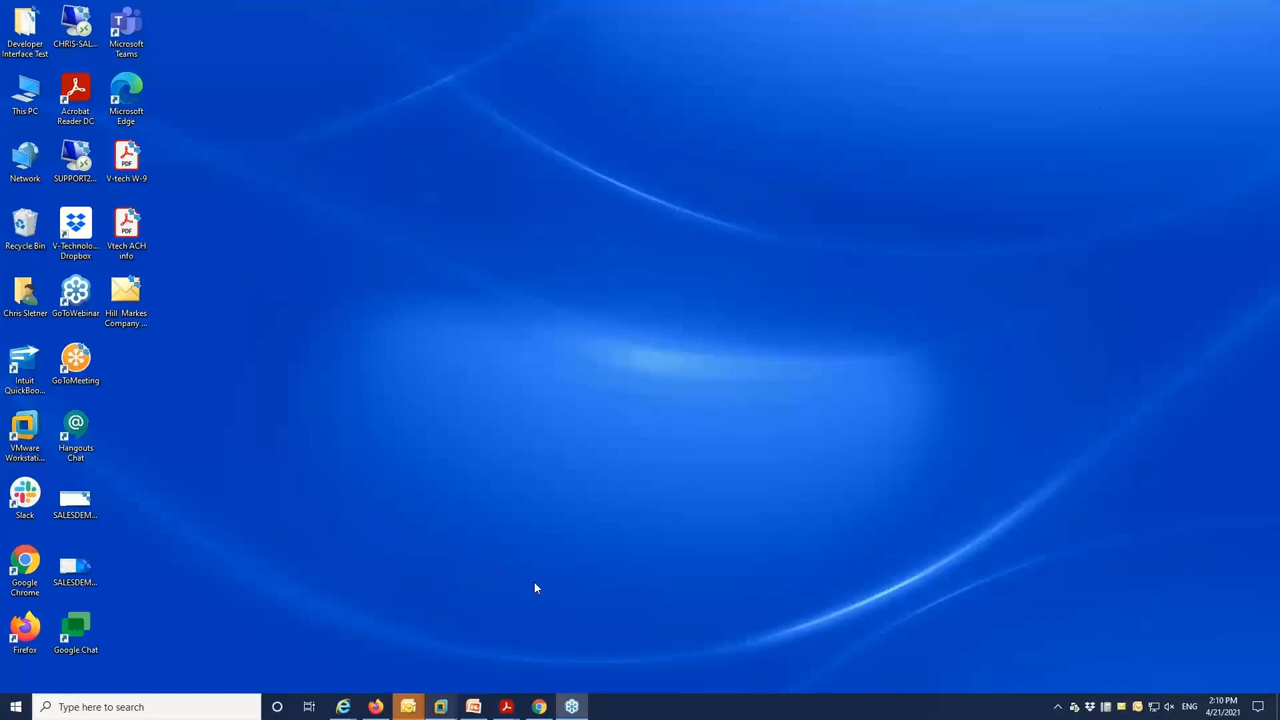 Developer
Interface Test
CHRIS-SAL...
Microsoft
Teams
This PC
Acrobat
Reader DC
Microsoft
Edge
Network
SUPPORT2...
PDF
V-tech W-9
Recycle Bin
V-Technolo...
Dropbox
PDF
Vtech ACH
info
Chris Sletner
GoToWebinar
Hill Markes
Company ...
Intuit
QuickBoo...
GoToMeeting
VMware
Workstati...
Hangouts
Chat
Slack
SALESDEM...
Google
Chrome
SALESDEM...
Firefox
Google Chat
Type here to search
ENG
2:10 PM
4/21/2021